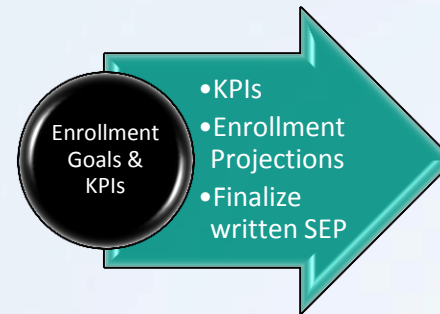 Enrollment
Goals &
KPIs
•KPIs
•Enrollment
Projections
•Finalize
written SEP